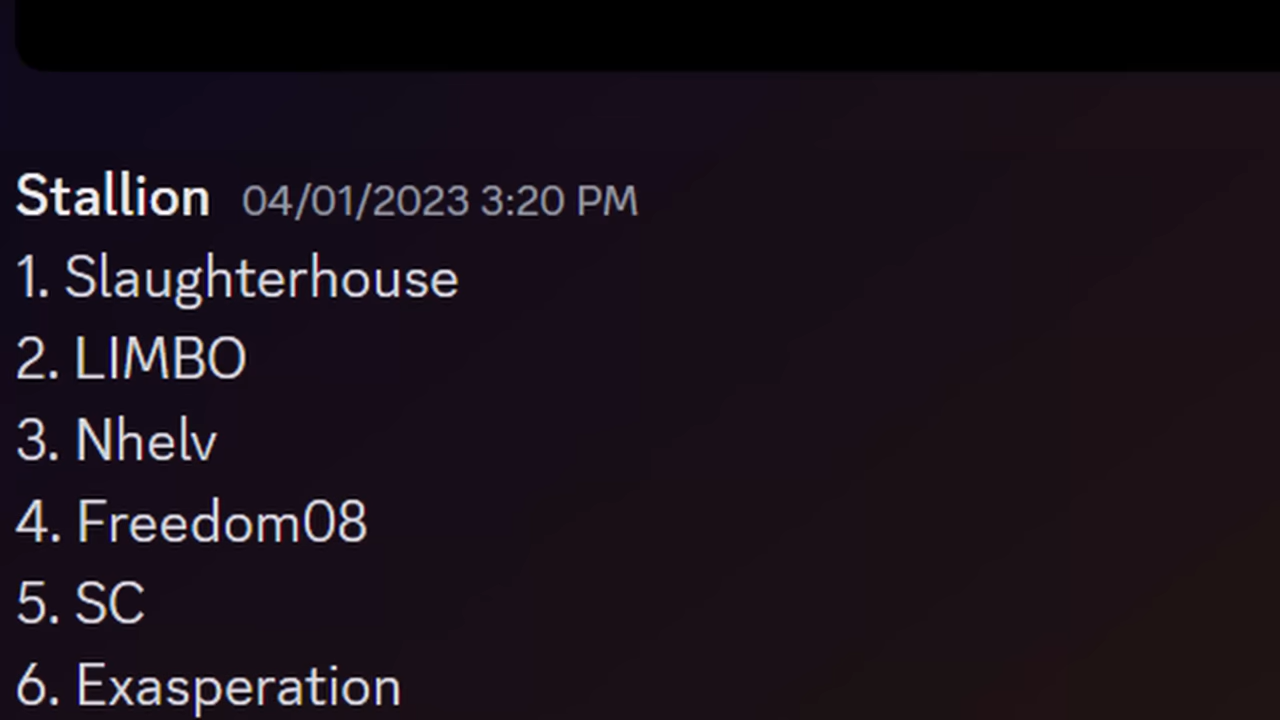 Stallion 04/01/2023 3:20 PM
1. Slaughterhouse
2. LIMBO
3. Nhelv
4. Freedom08
5. SC
6. Exasperation